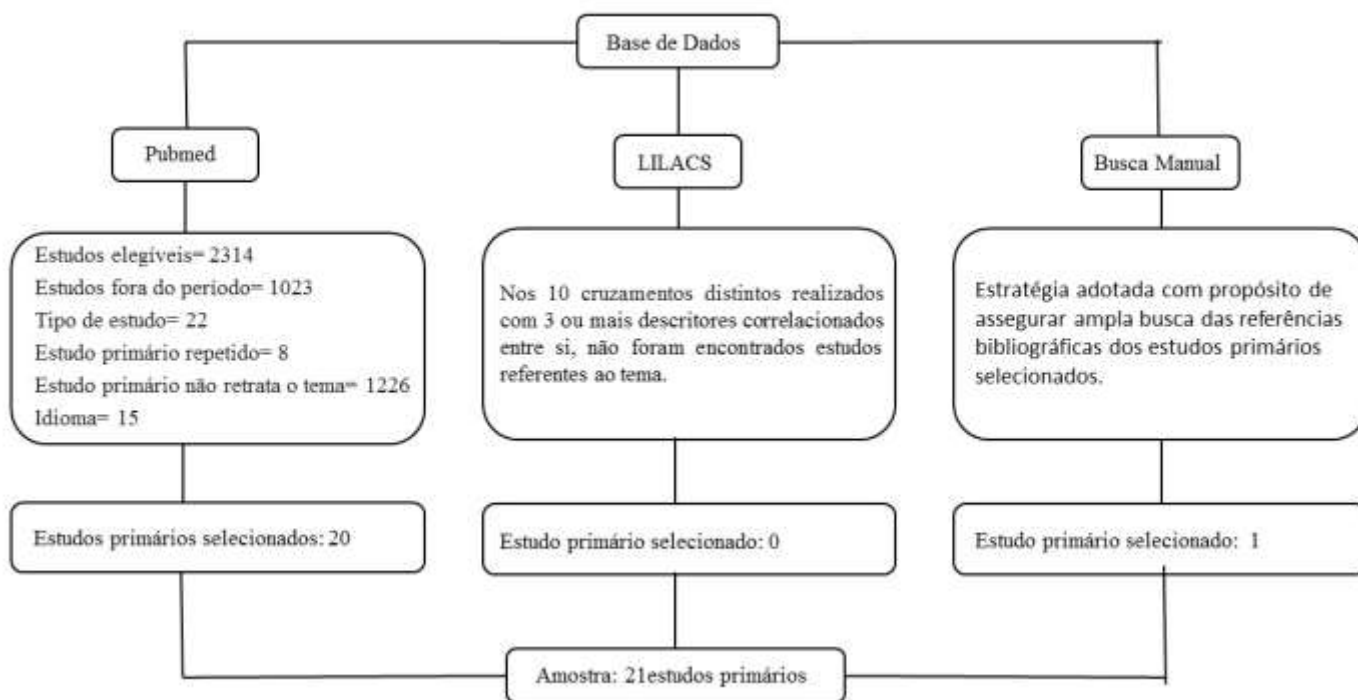 Base de Dados
Pubmed
LILACS
Busca Manual
Estudos elegíveis= 2314
Estudos fora do período= 1023
Tipo de estudo= 22
Estudo primário repetido= 8
Estudo primário não retrata o tema= 1226
Idioma= 15
Nos 10 cruzamentos distintos realizados
com 3 ou mais descritores correlacionados
entre si, não foram encontrados estudos
referentes ao tema.
Estratégia adotada com propósito de
assegurar ampla busca das referências
bibliográficas dos estudos primários
selecionados.
Estudos primários selecionados: 20
Estudo primário selecionado: 0
Estudo primário selecionado: 1
Amostra: 21estudos primários